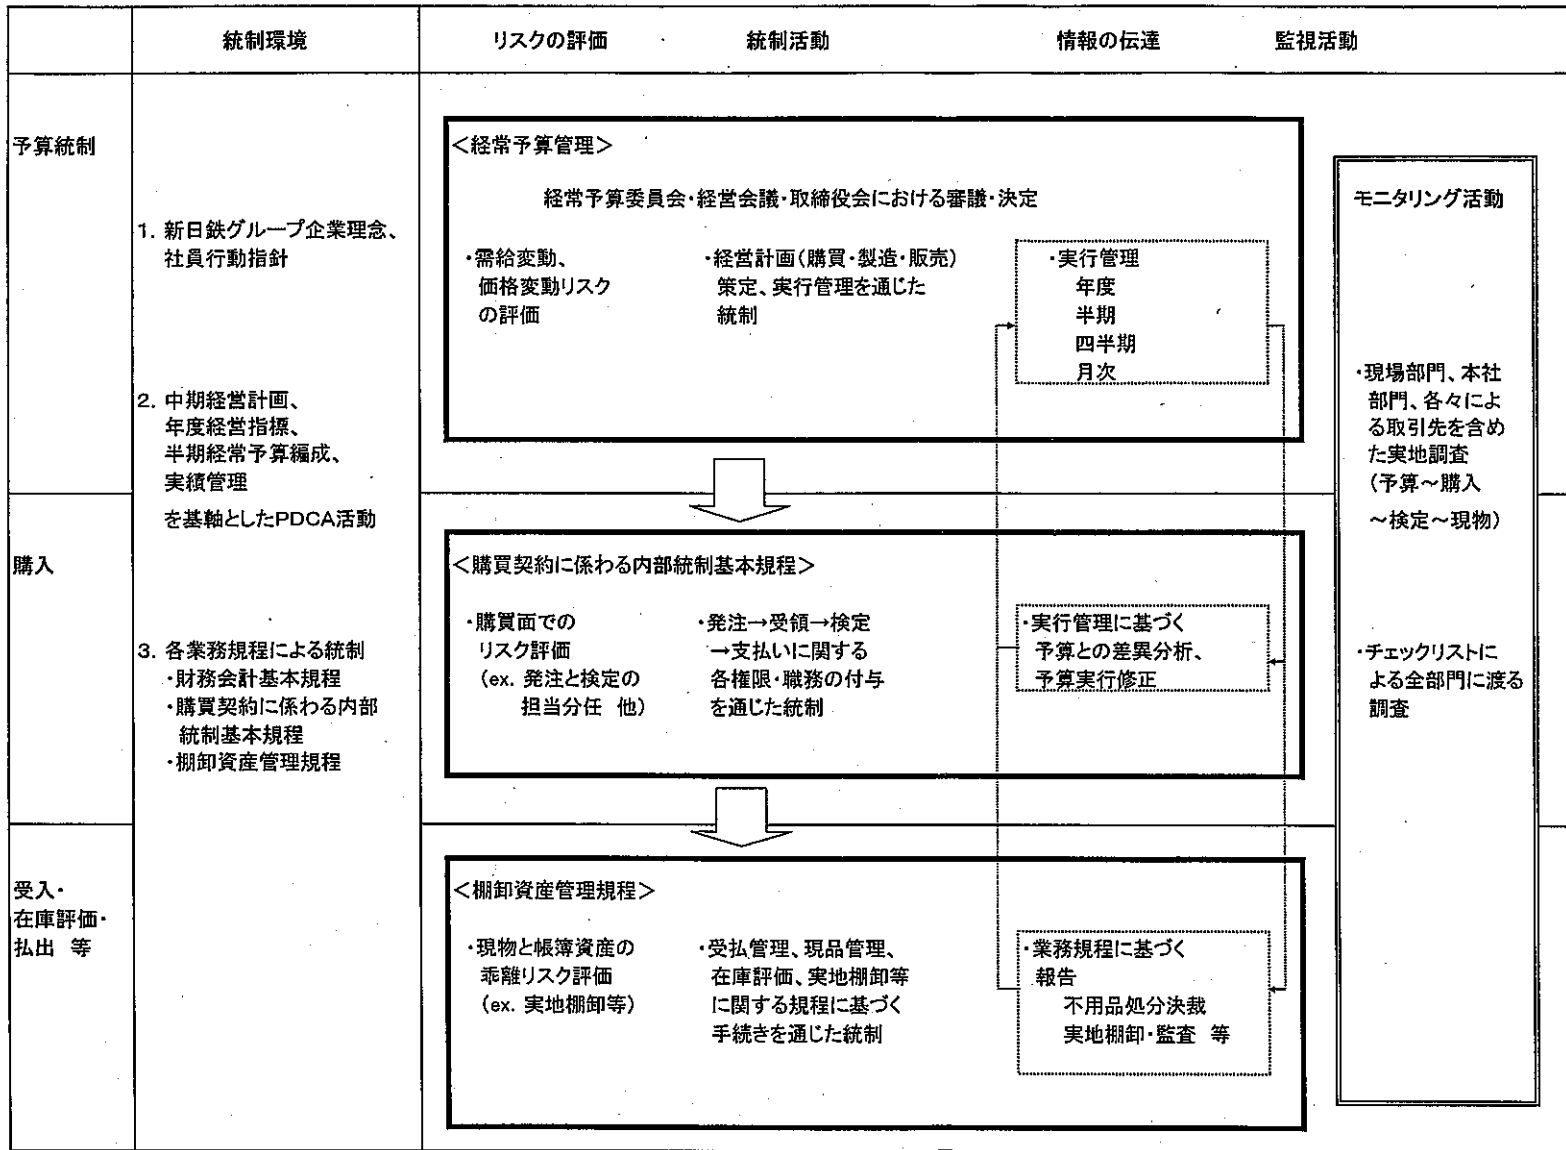 統制環境 リスクの評価 統制活動 情報の伝達 監視活動
予算統制
1. 新日鉄グループ企業理念、
社員行動指針
2. 中期経営計画、
年度経営指標、
半期経常予算編成、
実績管理
を基軸としたPDCA活動
3. 各業務規程による統制
・財務会計基本規程
・購買契約に係わる内部
統制基本規程
・棚卸資産管理規程
<経常予算管理>
経常予算委員会・経営会議・取締役会における審議・決定
・需給変動、
価格変動リスク
の評価
・経営計画(購買・製造・販売)
策定、実行管理を通じた
統制
・実行管理
年度
半期
四半期
月次
購入
<購買契約に係わる内部統制基本規程>
・購買面での
リスク評価
(ex. 発注と検定の
担当分任 他)
・発注→受領→検定
→支払いに関する
各権限・職務の付与
を通じた統制
・実行管理に基づく
予算との差異分析、
予算実行修正
受入・
在庫評価・
払出 等
<棚卸資産管理規程>
・現物と帳簿資産の
乖離リスク評価
(ex. 実地棚卸等)
・受払管理、現品管理、
在庫評価、実地棚卸等
に関する規程に基づく
手続きを通じた統制
・業務規程に基づく
報告
不用品処分決裁
実地棚卸・監査 等
モニタリング活動
・現場部門、本社
部門、各々によ
る取引先を含め
た実地調査
(予算~購入
~検定~現物)
・チェックリストに
よる全部門に渡る
調査